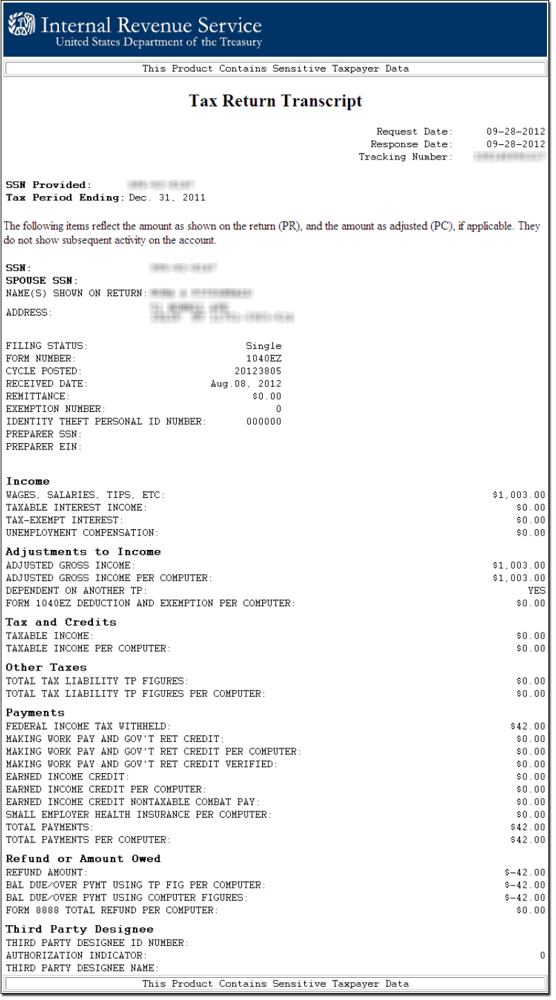 Internal Revenue Service
United States Department of the Treasury
This Product Contains Sensitive Taxpayer Data
Tax Return Transcript
Request Date: 09-28-2012
Response Date: 09-28-2012
Tracking Number:
SSN Provided:
Tax Period Ending: Dec. 31, 2011
The following items reflect the amount as shown on the return (PR), and the amount as adjusted (PC), if applicable. They
do not show subsequent activity on the account.
SSN:
SPOUSE SSN:
NAME(S) SHOWN ON RETURN:
ADDRESS:
FILING STATUS: Single
FORM NUMBER: 1040EZ
CYCLE POSTED: 20123805
RECEIVED DATE: Aug.08, 2012
REMITTANCE: $0.00
EXEMPTION NUMBER: 0
IDENTITY THEFT PERSONAL ID NUMBER: 000000
PREPARER SSN:
PREPARER EIN:
Income
WAGES, SALARIES, TIPS, ETC: $1,003.00
TAXABLE INTEREST INCOME: $0.00
TAX-EXEMPT INTEREST: $0.00
UNEMPLOYMENT COMPENSATION: $0.00
Adjustments to Income
ADJUSTED GROSS INCOME: $1,003.00
ADJUSTED GROSS INCOME PER COMPUTER: $1,003.00
DEPENDENT ON ANOTHER TP: YES
FORM 1040EZ DEDUCTION AND EXEMPTION PER COMPUTER: $0.00
Tax and Credits
TAXABLE INCOME: $0.00
TAXABLE INCOME PER COMPUTER: $0.00
Other Taxes
TOTAL TAX LIABILITY TP FIGURES: $0.00
TOTAL TAX LIABILITY TP FIGURES PER COMPUTER: $0.00
Payments
FEDERAL INCOME TAX WITHHELD: $42.00
MAKING WORK PAY AND GOV'T RET CREDIT: $0.00
MAKING WORK PAY AND GOV'T RET CREDIT PER COMPUTER: $0.00
MAKING WORK PAY AND GOV'T RET CREDIT VERIFIED: $0.00
EARNED INCOME CREDIT: $0.00
EARNED INCOME CREDIT PER COMPUTER: $0.00
EARNED INCOME CREDIT NONTAXABLE COMBAT PAY: $0.00
SMALL EMPLOYER HEALTH INSURANCE PER COMPUTER: $0.00
TOTAL PAYMENTS: $42.00
TOTAL PAYMENTS PER COMPUTER: $42.00
Refund or Amount Owed
REFUND AMOUNT: $-42.00
BAL DUE/OVER PYMT USING TP FIG PER COMPUTER: $-42.00
BAL DUE/OVER PYMT USING COMPUTER FIGURES: $-42.00
FORM 8888 TOTAL REFUND PER COMPUTER: $0.00
Third Party Designee
THIRD PARTY DESIGNEE ID NUMBER:
AUTHORIZATION INDICATOR: 0
THIRD PARTY DESIGNEE NAME:
This Product Contains Sensitive Taxpayer Data